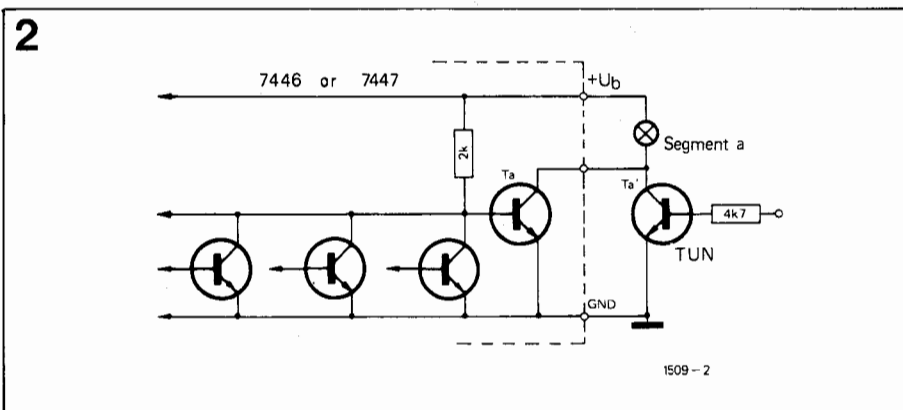 2
7446 or 7447
+Ub
Segment a
2k
Ta
Ta'
4k7
TUN
GND
1509-2